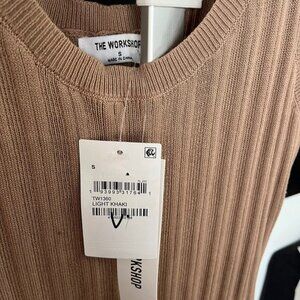 THE WORKSHOP
S
MADE IN CHINA
S
TW1360
LIGHT KHAKI
WORKSHOP